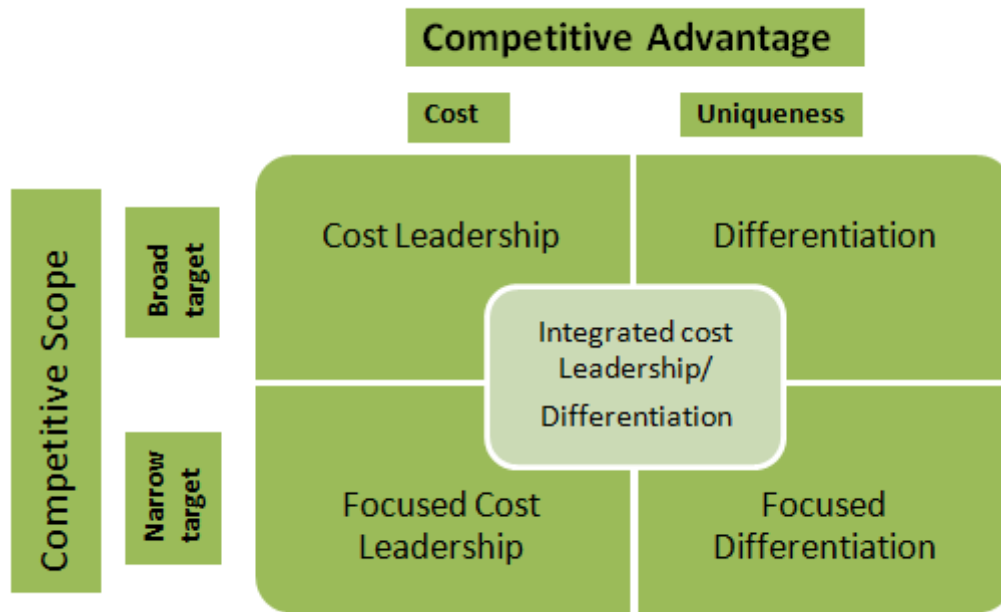 Competitive Advantage
Cost
Uniqueness
Competitive Scope
Broad
target
Narrow
target
Cost Leadership
Differentiation
Integrated cost
Leadership/
Differentiation
Focused Cost
Leadership
Focused
Differentiation